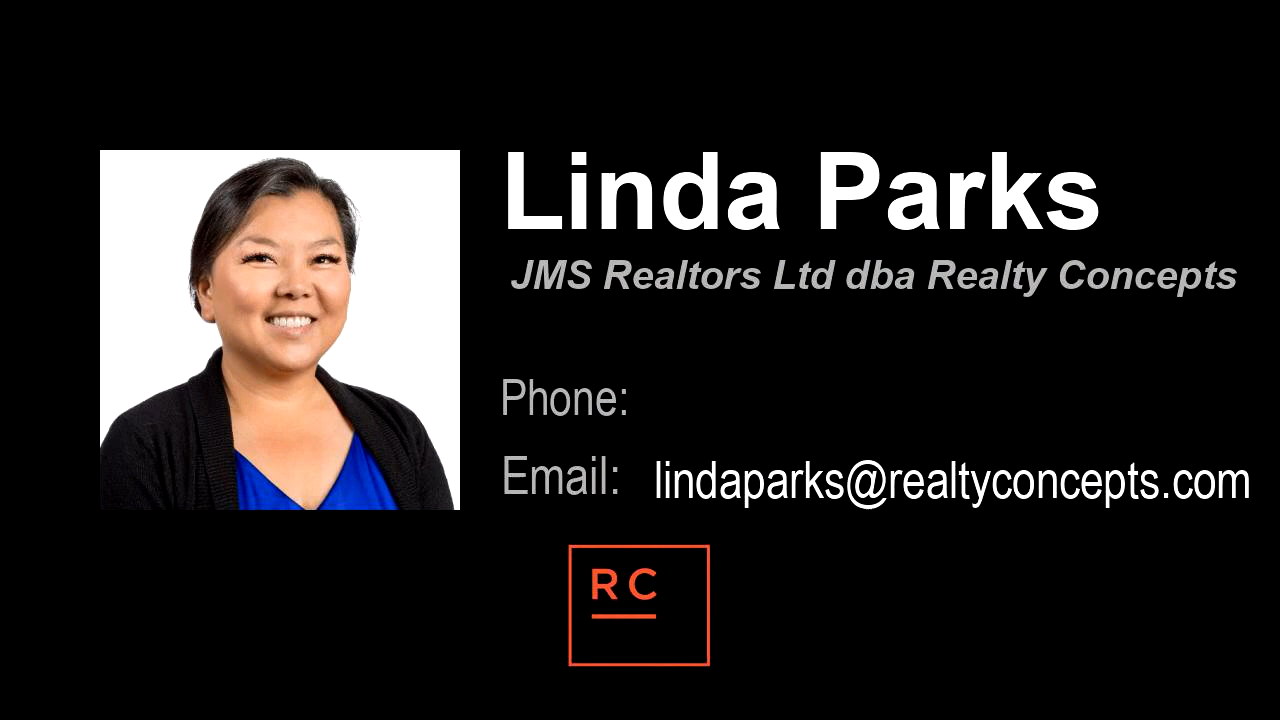 Linda Parks
JMS Realtors Ltd dba Realty Concepts
Phone:
Email: lindaparks@realtyconcepts.com
RC